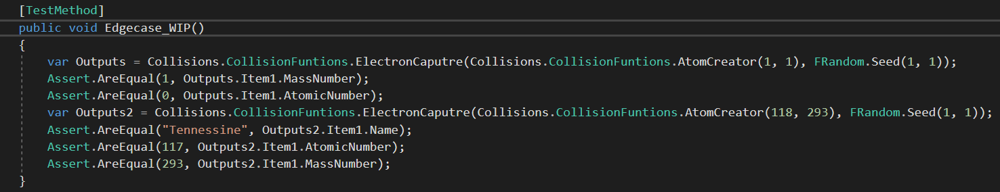 [TestMethod]
public void Edgecase_WIP()
{
var Outputs = Collisions.CollisionFuntions.ElectronCaputre(Collisions.CollisionFuntions.AtomCreator(1, 1), FRandom.Seed(1, 1));
Assert.AreEqual(1, Outputs.Item1.MassNumber);
Assert.AreEqual(0, Outputs.Item1.AtomicNumber);
var Outputs2 = Collisions.CollisionFuntions.ElectronCaputre(Collisions.CollisionFuntions.AtomCreator(118, 293), FRandom.Seed(1, 1));
Assert.AreEqual("Tennessine", Outputs2.Item1.Name);
Assert.AreEqual(117, Outputs2.Item1.AtomicNumber);
Assert.AreEqual(293, Outputs2.Item1.MassNumber);
}